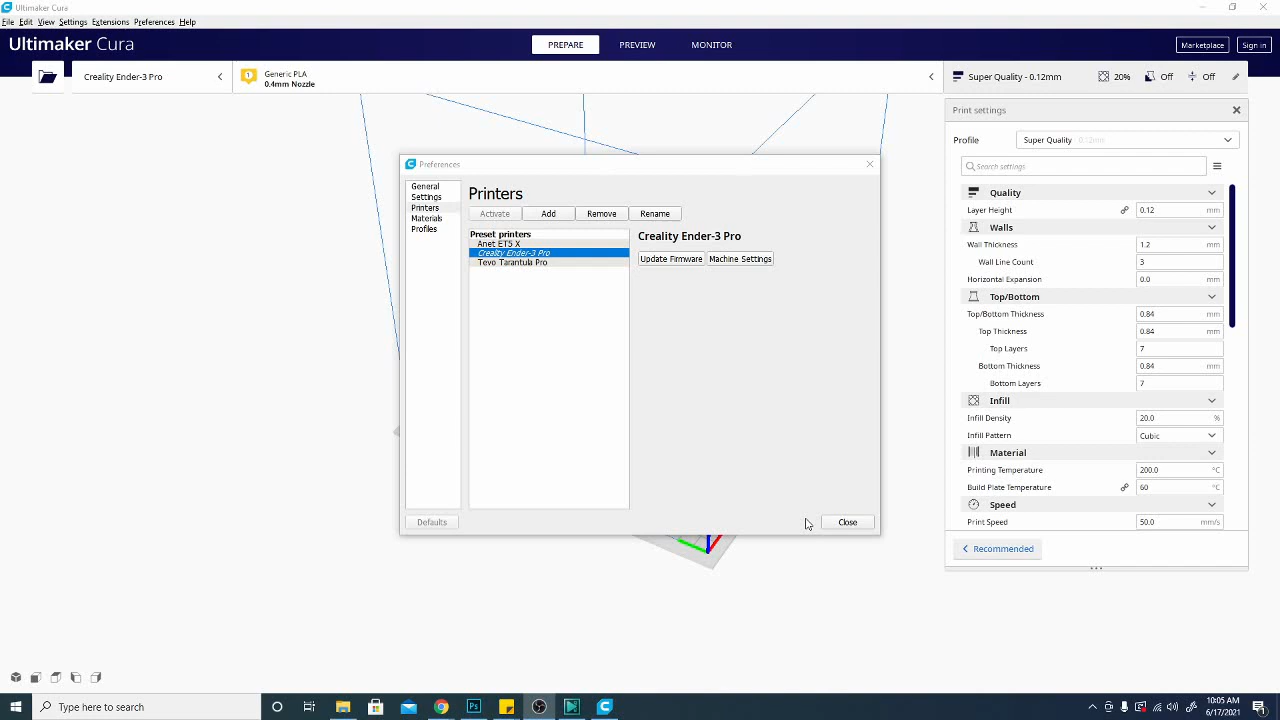 Ultimaker Cura
File Edit View Settings Extensions Preferences Help
Ultimaker Cura
PREPARE PREVIEW MONITOR Marketplace Sign in
Creality Ender-3 Pro
1 Generic PLA
0.4mm Nozzle
Super Quality - 0.12mm 20% Off Off
Print settings
Profile Super Quality 0.12mm
Search settings
Quality
Layer Height 0.12 mm
Walls
Wall Thickness 1.2 mm
Wall Line Count 3
Horizontal Expansion 0.0 mm
Top/Bottom
Top/Bottom Thickness 0.84 mm
Top Thickness 0.84 mm
Top Layers 7
Bottom Thickness 0.84 mm
Bottom Layers 7
Infill
Infill Density 20.0 %
Infill Pattern Cubic
Material
Printing Temperature 200.0 °C
Build Plate Temperature 60 °C
Speed
Print Speed 50.0 mm/s
Recommended
Preferences
General
Settings
Printers
Materials
Profiles
Printers
Activate Add Remove Rename
Preset printers
Anet ET5 X
Creality Ender-3 Pro
Tevo Tarantula Pro
Creality Ender-3 Pro
Update Firmware Machine Settings
Defaults Close
Type here to search
Ps
10:05 AM
6/17/2021